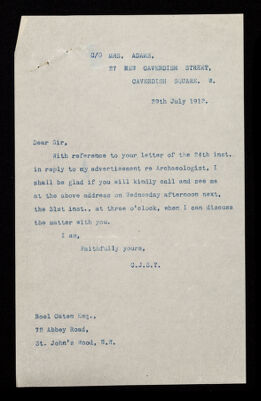 C/O MRS. ADAMS,
27 NEW CAVENDISH STREET,
CAVENDISH SQUARE, W.
29th July 1912.
Dear Sir,
With reference to your letter of the 24th inst.
in reply to my advertisement re Archaeologist, I
shall be glad if you will kindly call and see me
at the above address on Wednesday afternoon next,
the 31st inst., at three o'clock, when I can discuss
the matter with you.
I am,
Faithfully yours,
C.J.S.T.
Noel Oaten Esq.,
72 Abbey Road,
St. John's Wood, N.W.